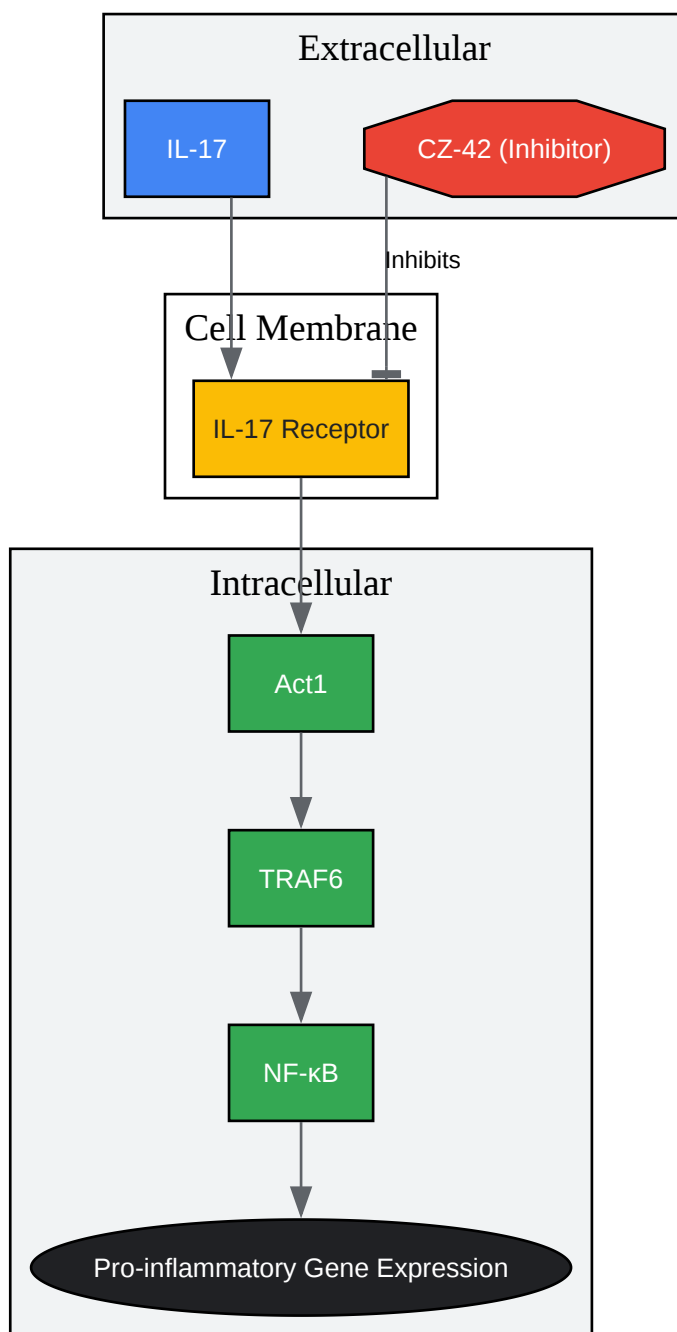 Extracellular
IL-17
CZ-42 (Inhibitor)
Inhibits
Cell Membrane
IL-17 Receptor
Intracellular
Act1
TRAF6
NF-κB
Pro-inflammatory Gene Expression